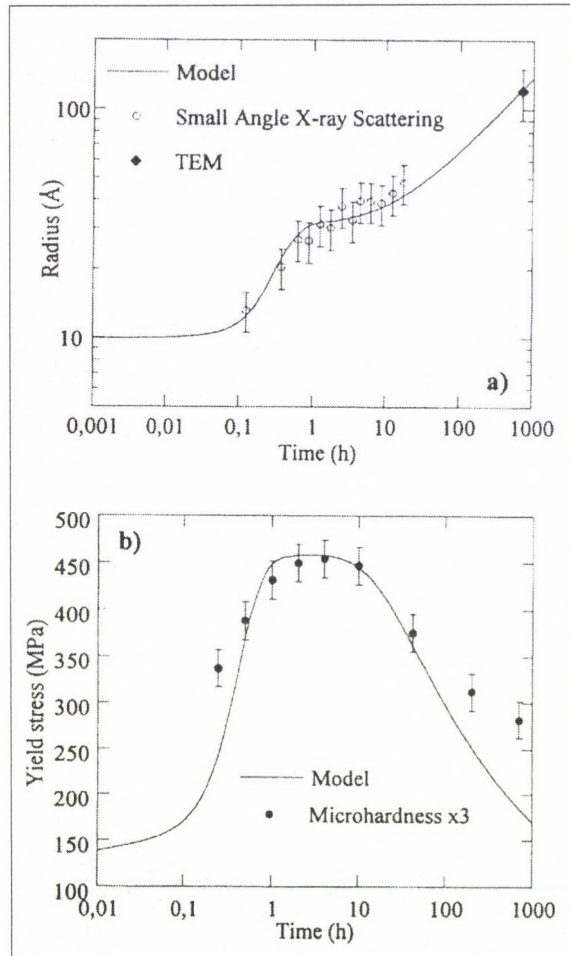 100
10
Radius (Å)
Model
Small Angle X-ray Scattering
TEM
a)
0,001 0,01 0,1 1 10 100 1000
Time (h)
b)
500
450
400
350
300
250
200
150
100
Yield stress (MPa)
Model
Microhardness x3
0,01 0,1 1 10 100 1000
Time (h)